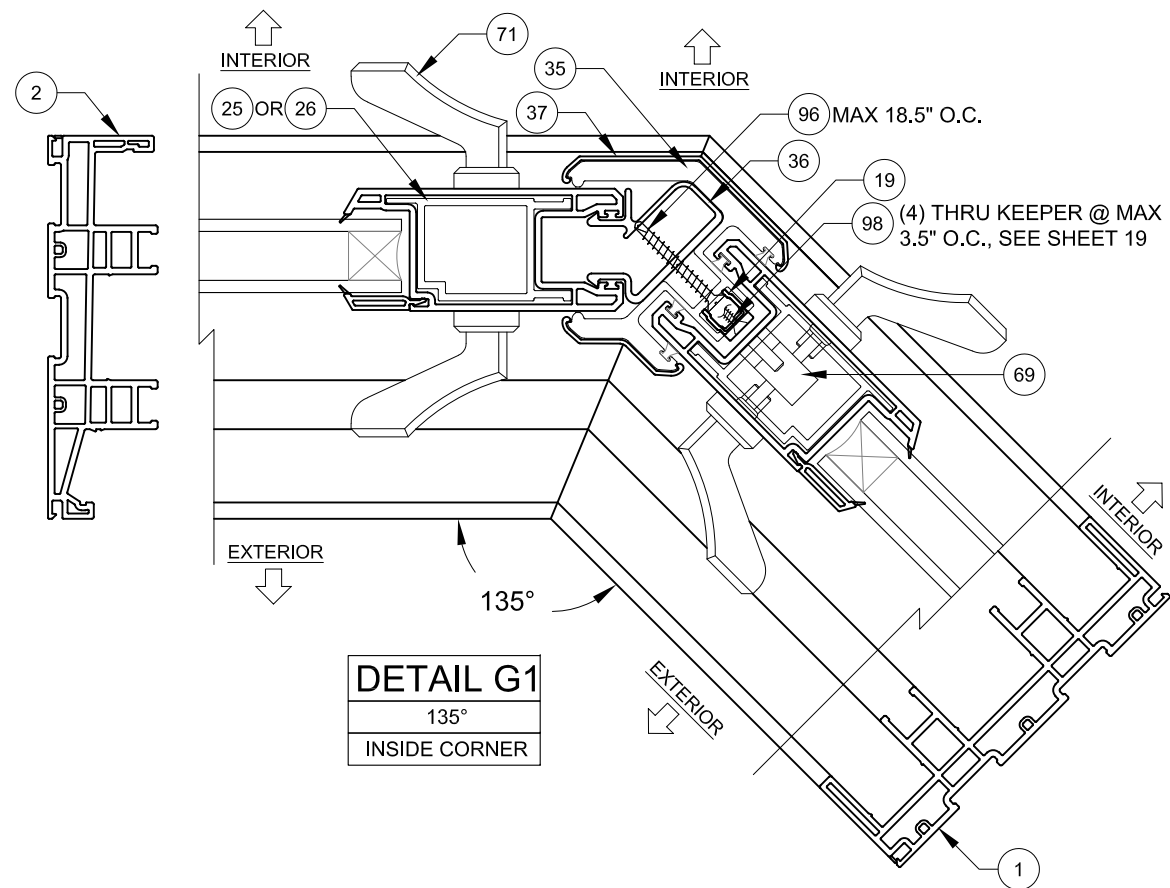 71
INTERIOR
INTERIOR
2
25 OR 26
35
37
96 MAX 18.5" O.C.
36
19
98 (4) THRU KEEPER @ MAX
3.5" O.C., SEE SHEET 19
69
INTERIOR
EXTERIOR
135°
EXTERIOR
DETAIL G1
135°
INSIDE CORNER
1